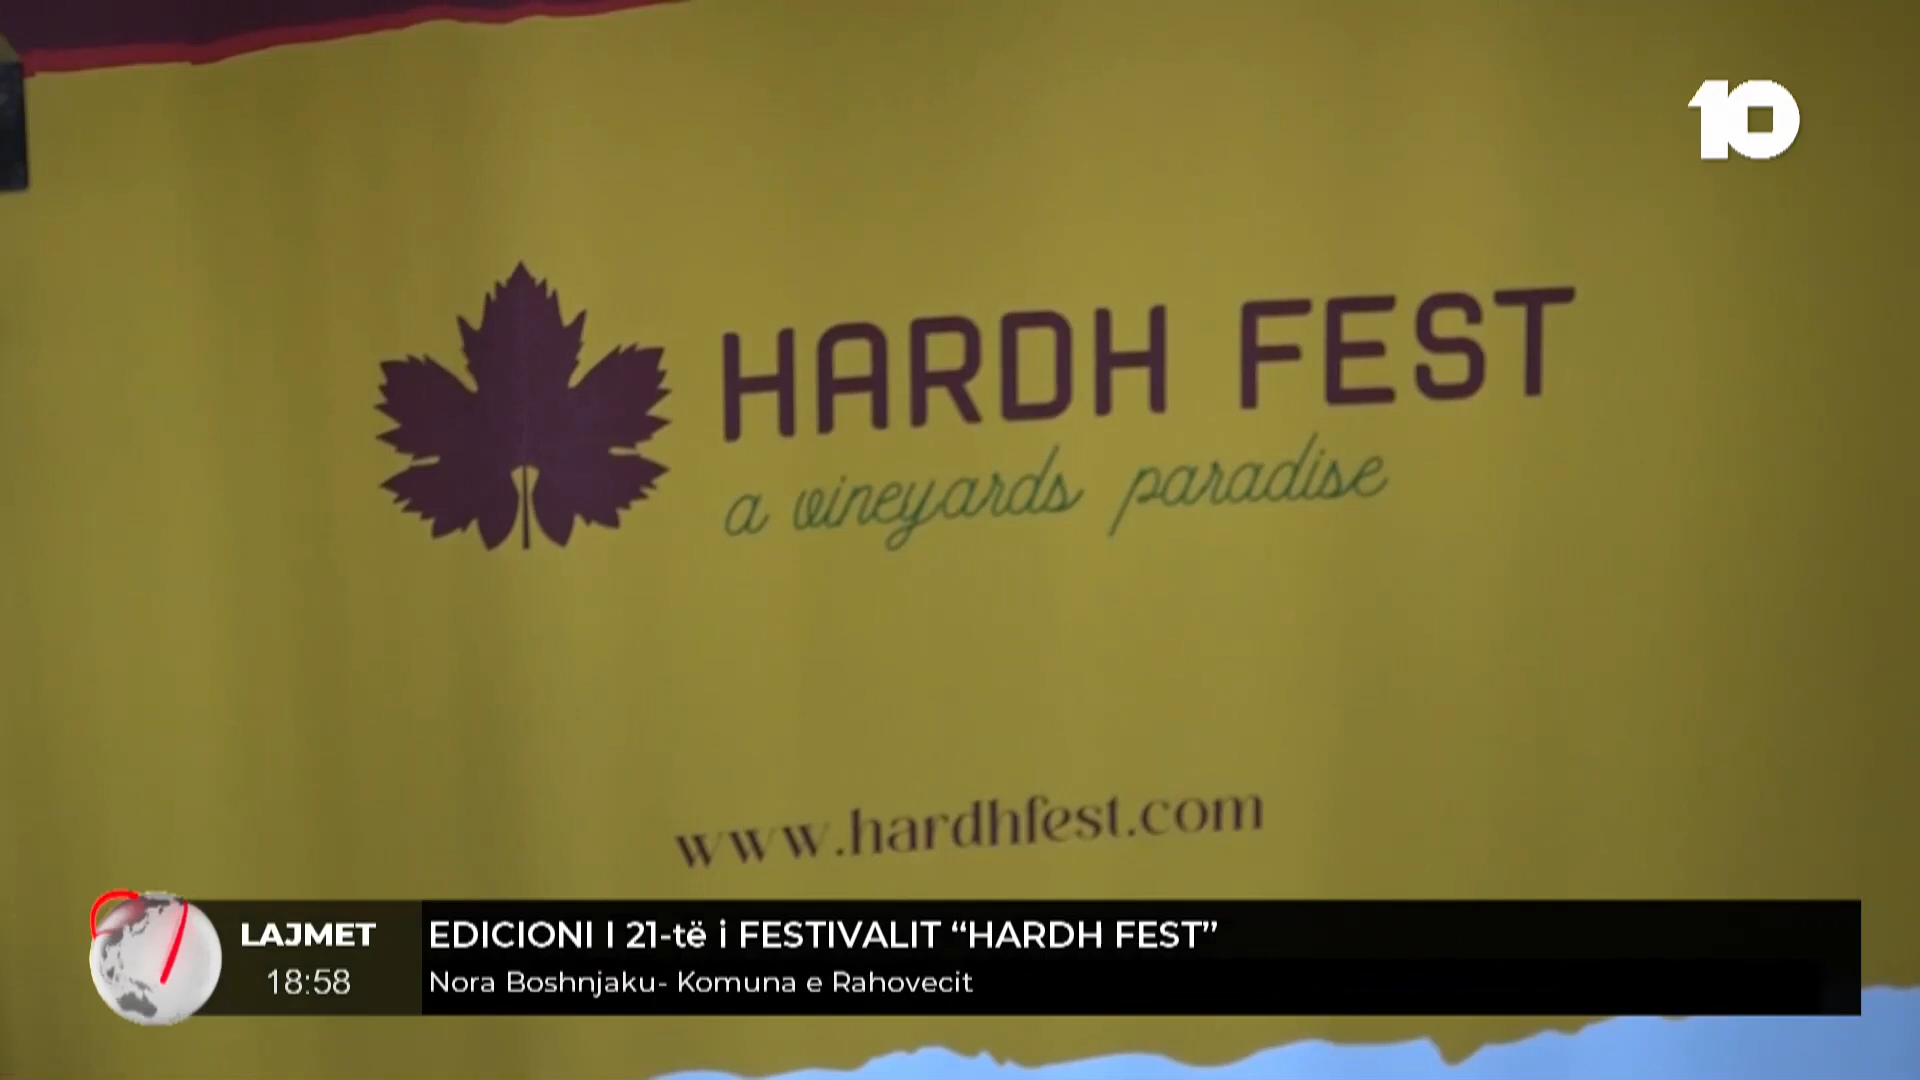 10
HARDH FEST
a vineyards paradise
www.hardhfest.com
LAJMET
18:58
EDICIONI I 21-të i FESTIVALIT “HARDH FEST”
Nora Boshnjaku- Komuna e Rahovecit